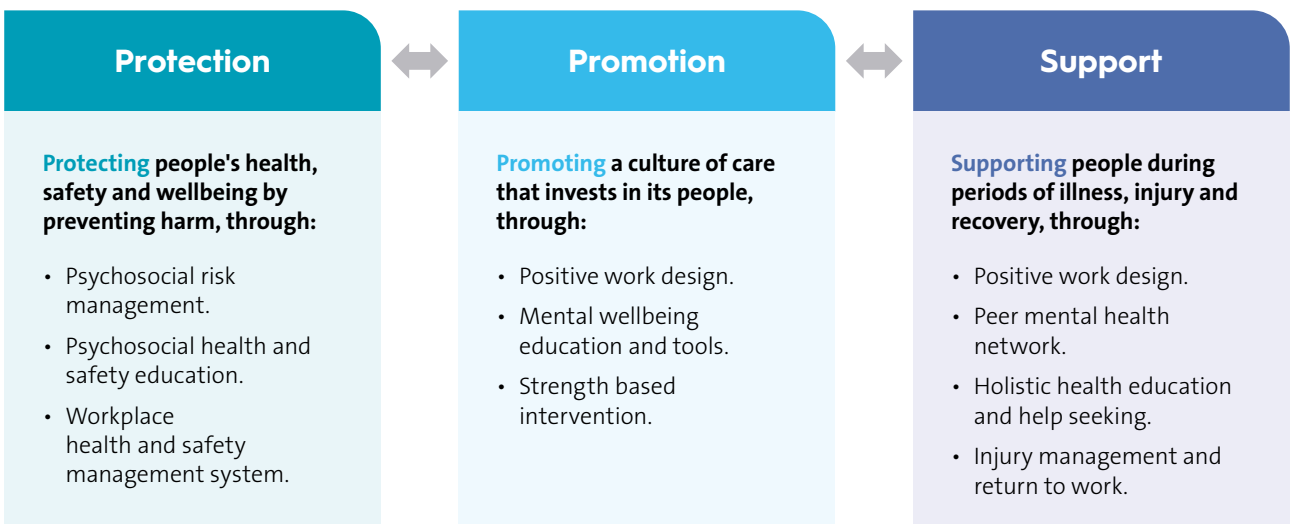 Protection
Protecting people's health,
safety and wellbeing by
preventing harm, through:
• Psychosocial risk
management.
• Psychosocial health and
safety education.
• Workplace
health and safety
management system.
Promotion
Promoting a culture of care
that invests in its people,
through:
• Positive work design.
• Mental wellbeing
education and tools.
• Strength based
intervention.
Support
Supporting people during
periods of illness, injury and
recovery, through:
• Positive work design.
• Peer mental health
network.
• Holistic health education
and help seeking.
• Injury management and
return to work.